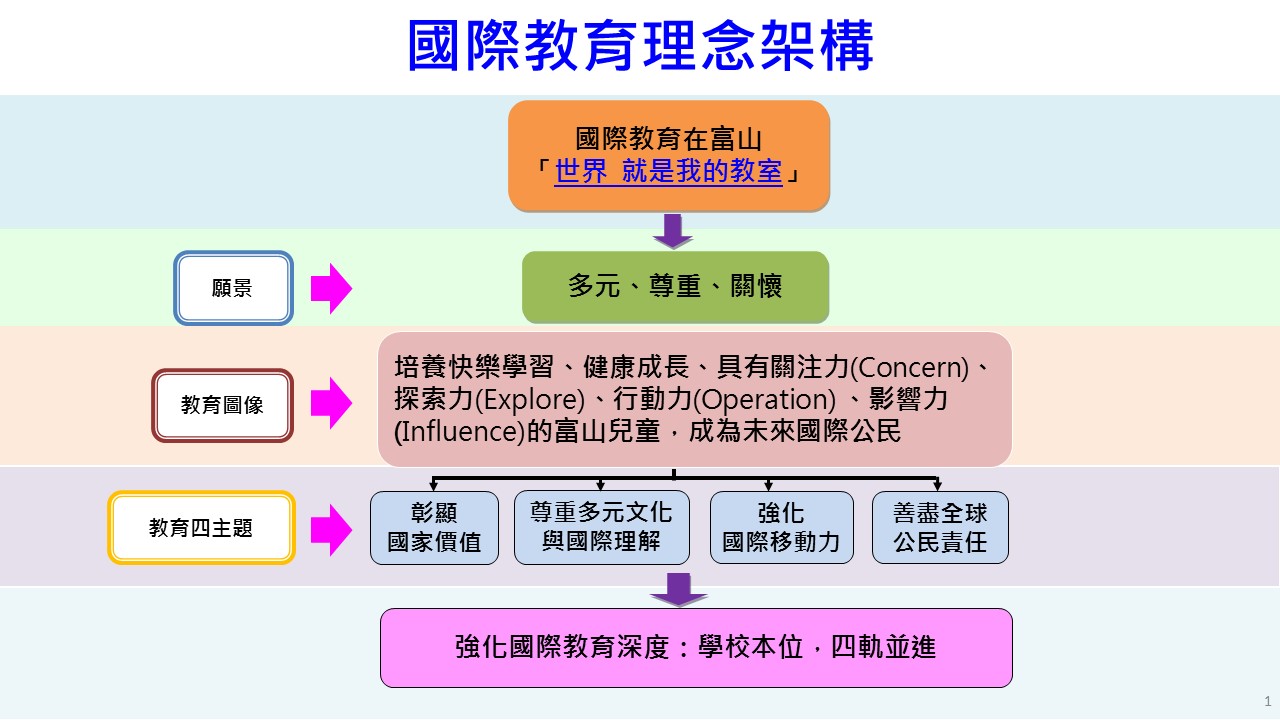 國際教育理念架構
國際教育在富山
「世界 就是我的教室」
願景
多元、尊重、關懷
教育圖像
培養快樂學習、健康成長、具有關注力(Concern)、
探索力(Explore)、行動力(Operation) 、影響力
(Influence)的富山兒童，成為未來國際公民
教育四主題
彰顯
國家價值
尊重多元文化
與國際理解
強化
國際移動力
善盡全球
公民責任
強化國際教育深度：學校本位，四軌並進
1